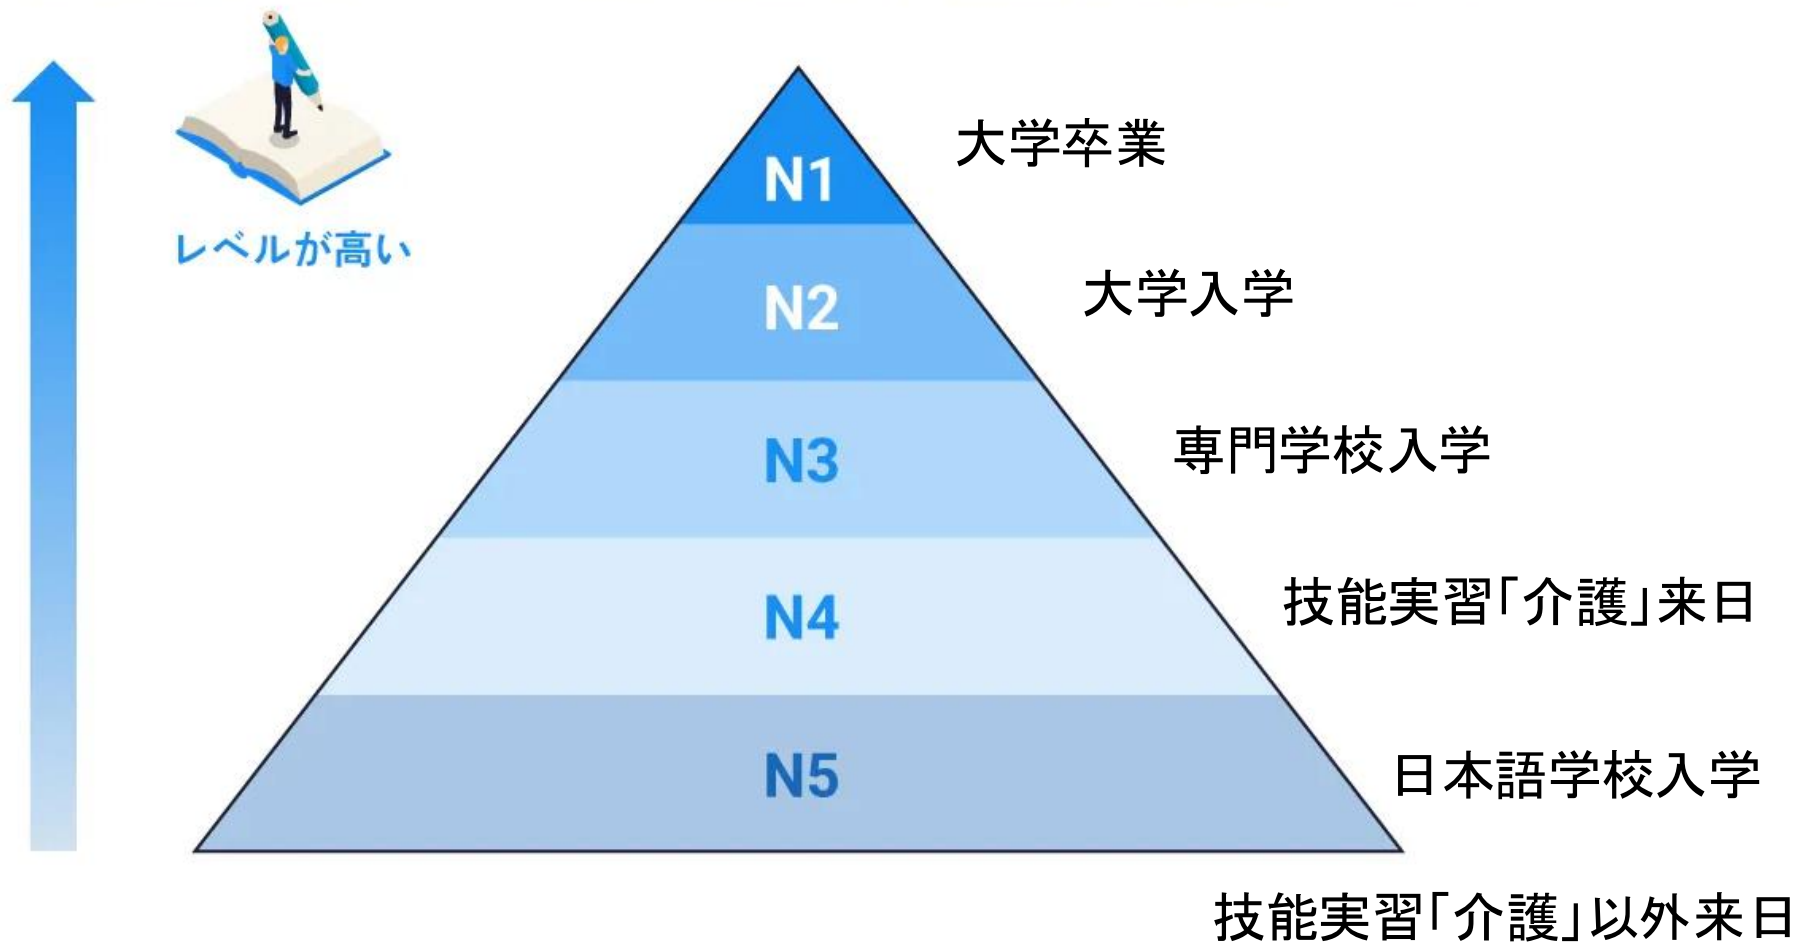 大学卒業
N1
レベルが高い
大学入学
N2
専門学校入学
N3
技能実習｢介護｣来日
N4
日本語学校入学
N5
技能実習｢介護｣以外来日